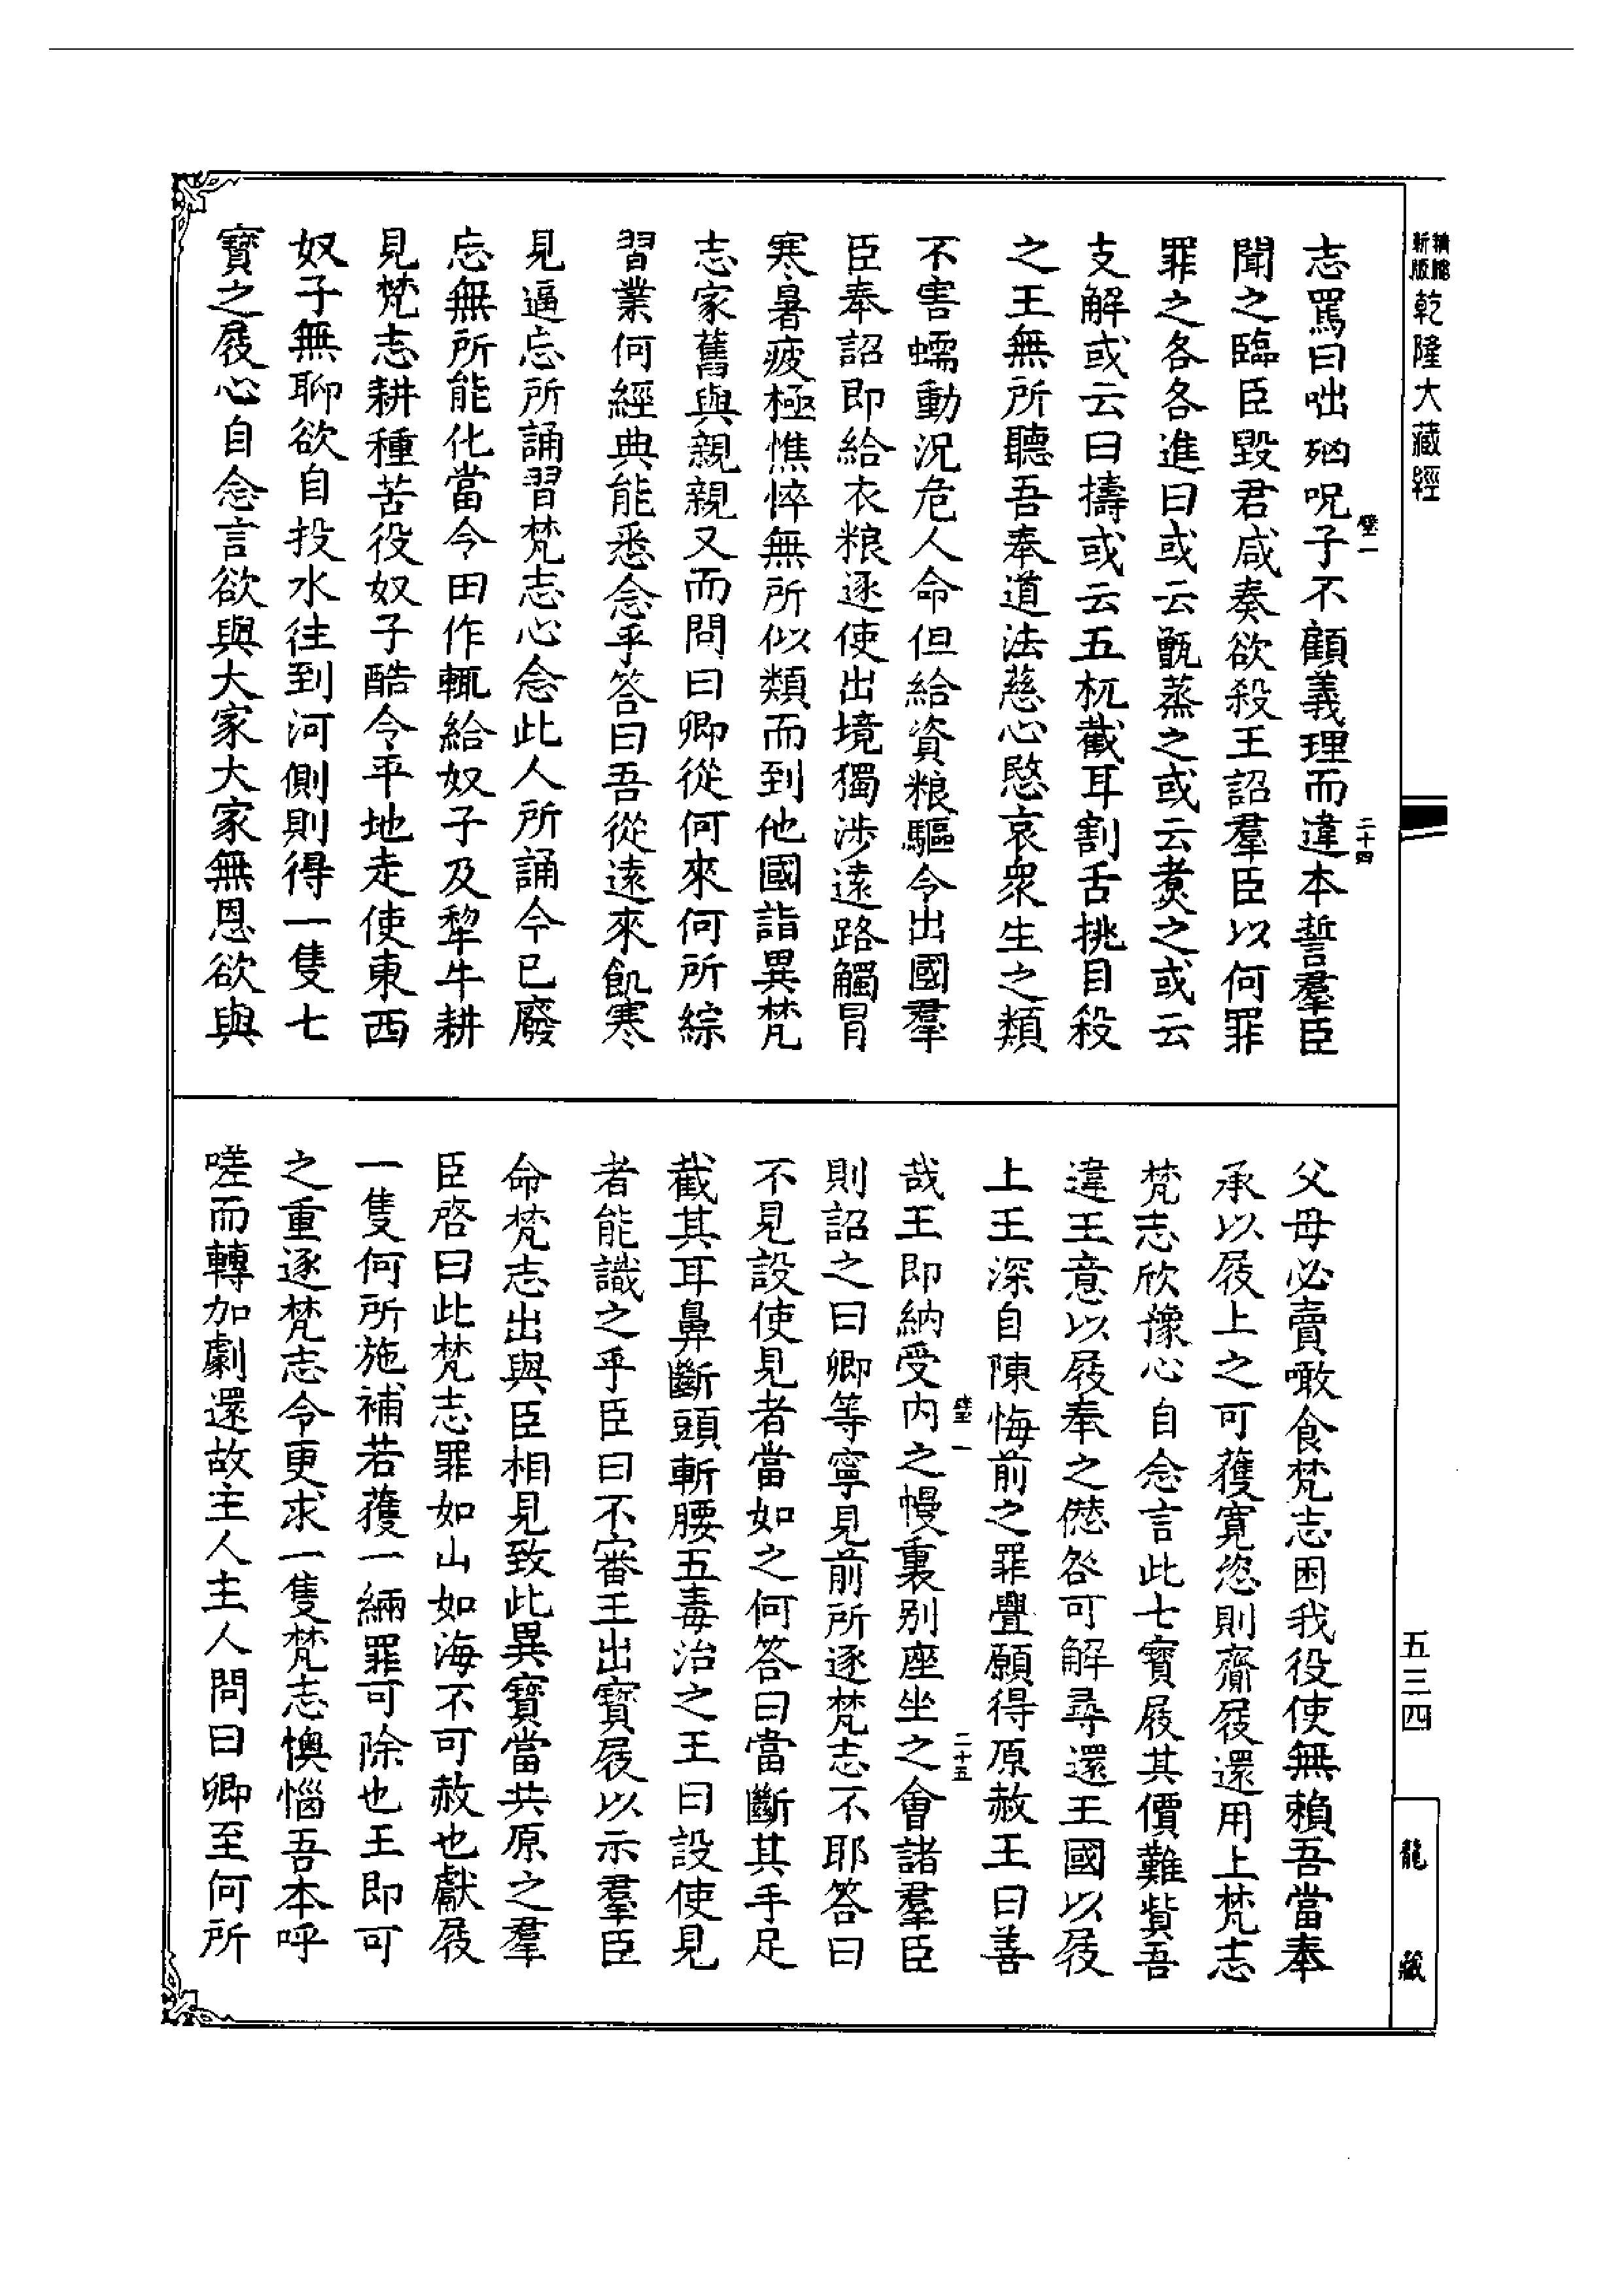 精縮
新版
乾隆大藏經
璧一
二十四
志罵曰咄𠧟呪子不顧義理而違本誓羣臣
聞之臨臣毀君咸奏欲殺王詔羣臣以何罪
罪之各各進曰或云甑蒸之或云煑之或云
支解或云曰擣或云五杌截耳割舌挑目殺
之王無所聽吾奉道法慈心愍哀衆生之類
不害蠕動況危人命但給資粮驅令出國羣
臣奉詔即給衣粮逐使出境獨涉遠路觸冒
寒暑疲極憔悴無所似類而到他國詣異梵
志家舊與親親又而問曰卿從何來何所綜
習業何經典能悉念乎答曰吾從遠來飢寒
見逼忘所誦習梵志心念此人所誦今已廢
忘無所能化當令田作輒給奴子及犂牛耕
見梵志耕種苦役奴子酷令平地走使東西
奴子無聊欲自投水往到河側則得一隻七
寶之屐心自念言欲與大家大家無恩欲與
父母必賣噉食梵志困我役使無賴吾當奉
承以屐上之可獲寛恣則齎屐還用上梵志
梵志欣豫心自念言此七寶屐其價難貲吾
違王意以屐奉之僁咎可解尋還王國以屐
上王深自陳悔前之罪舋願得原赦王曰善
璧一
二十五
哉王即納受内之幔裏别座坐之會諸羣臣
則詔之曰卿等寧見前所逐梵志不耶答曰
不見設使見者當如之何答曰當斷其手足
截其耳鼻斷頭斬腰五毒治之王曰設使見
者能識之乎臣曰不審王出寶屐以示羣臣
命梵志出與臣相見致此異寶當共原之羣
臣啓曰此梵志罪如山如海不可赦也獻屐
一隻何所施補若獲一緉罪可除也王即可
之重逐梵志令更求一隻梵志懊惱吾本呼
嗟而轉加劇還故主人主人問曰卿至何所
五三四
龍藏